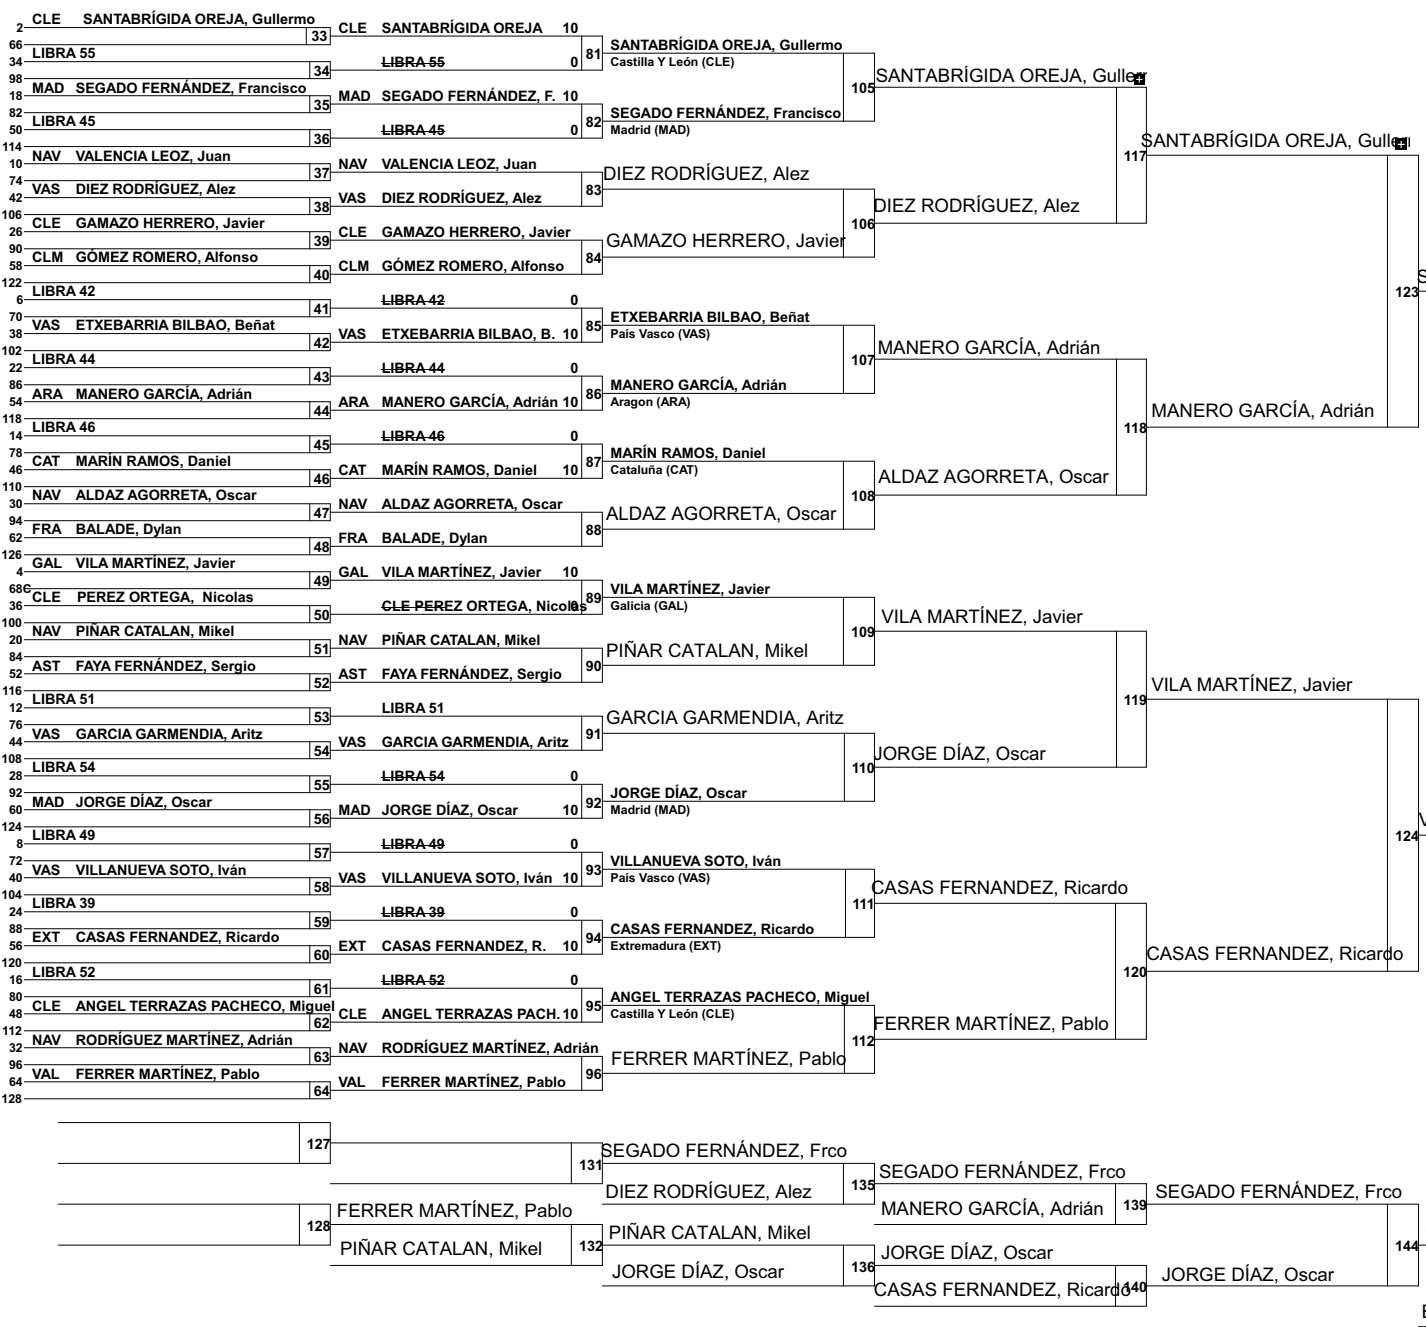 2 CLE SANTABRÍGIDA OREJA, Gullermo
66 33
34 LIBRA 55
98 34
18 MAD SEGADO FERNÁNDEZ, Francisco
82 35
50 LIBRA 45
114 36
10 NAV VALENCIA LEOZ, Juan
74 37
42 VAS DIEZ RODRÍGUEZ, Alez
106 38
26 CLE GAMAZO HERRERO, Javier
90 39
58 CLM GÓMEZ ROMERO, Alfonso
122 40
6 LIBRA 42
70 41
38 VAS ETXEBARRIA BILBAO, Beñat
102 42
22 LIBRA 44
86 43
54 ARA MANERO GARCÍA, Adrián
118 44
14 LIBRA 46
78 45
46 CAT MARÍN RAMOS, Daniel
110 46
30 NAV ALDAZ AGORRETA, Oscar
94 47
62 FRA BALADE, Dylan
126 48
4 GAL VILA MARTÍNEZ, Javier
68C 49
36 CLE PEREZ ORTEGA, Nicolas
100 50
20 NAV PIÑAR CATALAN, Mikel
84 51
52 AST FAYA FERNÁNDEZ, Sergio
116 52
12 LIBRA 51
76 53
44 VAS GARCIA GARMENDIA, Aritz
108 54
28 LIBRA 54
92 55
60 MAD JORGE DÍAZ, Oscar
124 56
8 LIBRA 49
72 57
40 VAS VILLANUEVA SOTO, Iván
104 58
24 LIBRA 39
88 59
56 EXT CASAS FERNANDEZ, Ricardo
120 60
16 LIBRA 52
80 61
48 CLE ANGEL TERRAZAS PACHECO, Miguel
112 62
32 NAV RODRÍGUEZ MARTÍNEZ, Adrián
96 63
64 VAL FERRER MARTÍNEZ, Pablo
128 64
CLE SANTABRÍGIDA OREJA 10
81
LIBRA 55 0
MAD SEGADO FERNÁNDEZ, F. 10
82
LIBRA 45 0
NAV VALENCIA LEOZ, Juan
83
VAS DIEZ RODRÍGUEZ, Alez
CLE GAMAZO HERRERO, Javier
84
CLM GÓMEZ ROMERO, Alfonso
LIBRA 42 0
85
VAS ETXEBARRIA BILBAO, B. 10
LIBRA 44 0
86
ARA MANERO GARCÍA, Adrián 10
LIBRA 46 0
87
CAT MARÍN RAMOS, Daniel 10
NAV ALDAZ AGORRETA, Oscar
88
FRA BALADE, Dylan
GAL VILA MARTÍNEZ, Javier 10
89
CLE PEREZ ORTEGA, Nicolas 0
NAV PIÑAR CATALAN, Mikel
90
AST FAYA FERNÁNDEZ, Sergio
LIBRA 51
91
VAS GARCIA GARMENDIA, Aritz
LIBRA 54 0
92
MAD JORGE DÍAZ, Oscar 10
LIBRA 49 0
93
VAS VILLANUEVA SOTO, Iván 10
LIBRA 39 0
94
EXT CASAS FERNANDEZ, R. 10
LIBRA 52 0
95
CLE ANGEL TERRAZAS PACH. 10
NAV RODRÍGUEZ MARTÍNEZ, Adrián
96
VAL FERRER MARTÍNEZ, Pablo
SANTABRÍGIDA OREJA, Gullermo
Castilla Y León (CLE)
105
SEGADO FERNÁNDEZ, Francisco
Madrid (MAD)
DIEZ RODRÍGUEZ, Alez
106
GAMAZO HERRERO, Javier
ETXEBARRIA BILBAO, Beñat
País Vasco (VAS)
107
MANERO GARCÍA, Adrián
Aragon (ARA)
MARÍN RAMOS, Daniel
Cataluña (CAT)
108
ALDAZ AGORRETA, Oscar
VILA MARTÍNEZ, Javier
Galicia (GAL)
109
PIÑAR CATALAN, Mikel
GARCIA GARMENDIA, Aritz
110
JORGE DÍAZ, Oscar
Madrid (MAD)
VILLANUEVA SOTO, Iván
País Vasco (VAS)
111
CASAS FERNANDEZ, Ricardo
Extremadura (EXT)
ANGEL TERRAZAS PACHECO, Miguel
Castilla Y León (CLE)
112
FERRER MARTÍNEZ, Pablo
SANTABRÍGIDA OREJA,
117
DIEZ RODRÍGUEZ, Alez
MANERO GARCÍA, Adrián
118
ALDAZ AGORRETA, Oscar
VILA MARTÍNEZ, Javier
119
JORGE DÍAZ, Oscar
CASAS FERNANDEZ, Ricardo
120
FERRER MARTÍNEZ, Pablo
SANTABRÍGIDA OREJA,
123
MANERO GARCÍA, Adrián
VILA MARTÍNEZ, Javier
124
CASAS FERNANDEZ, Ricardo
127
131
128
FERRER MARTÍNEZ, Pablo
132
PIÑAR CATALAN, Mikel
SEGADO FERNÁNDEZ, Frco
135
DIEZ RODRÍGUEZ, Alez
PIÑAR CATALAN, Mikel
136
JORGE DÍAZ, Oscar
SEGADO FERNÁNDEZ, Frco
139
MANERO GARCÍA, Adrián
JORGE DÍAZ, Oscar
140
CASAS FERNANDEZ, Ricardo
SEGADO FERNÁNDEZ, Frco
144
JORGE DÍAZ, Oscar